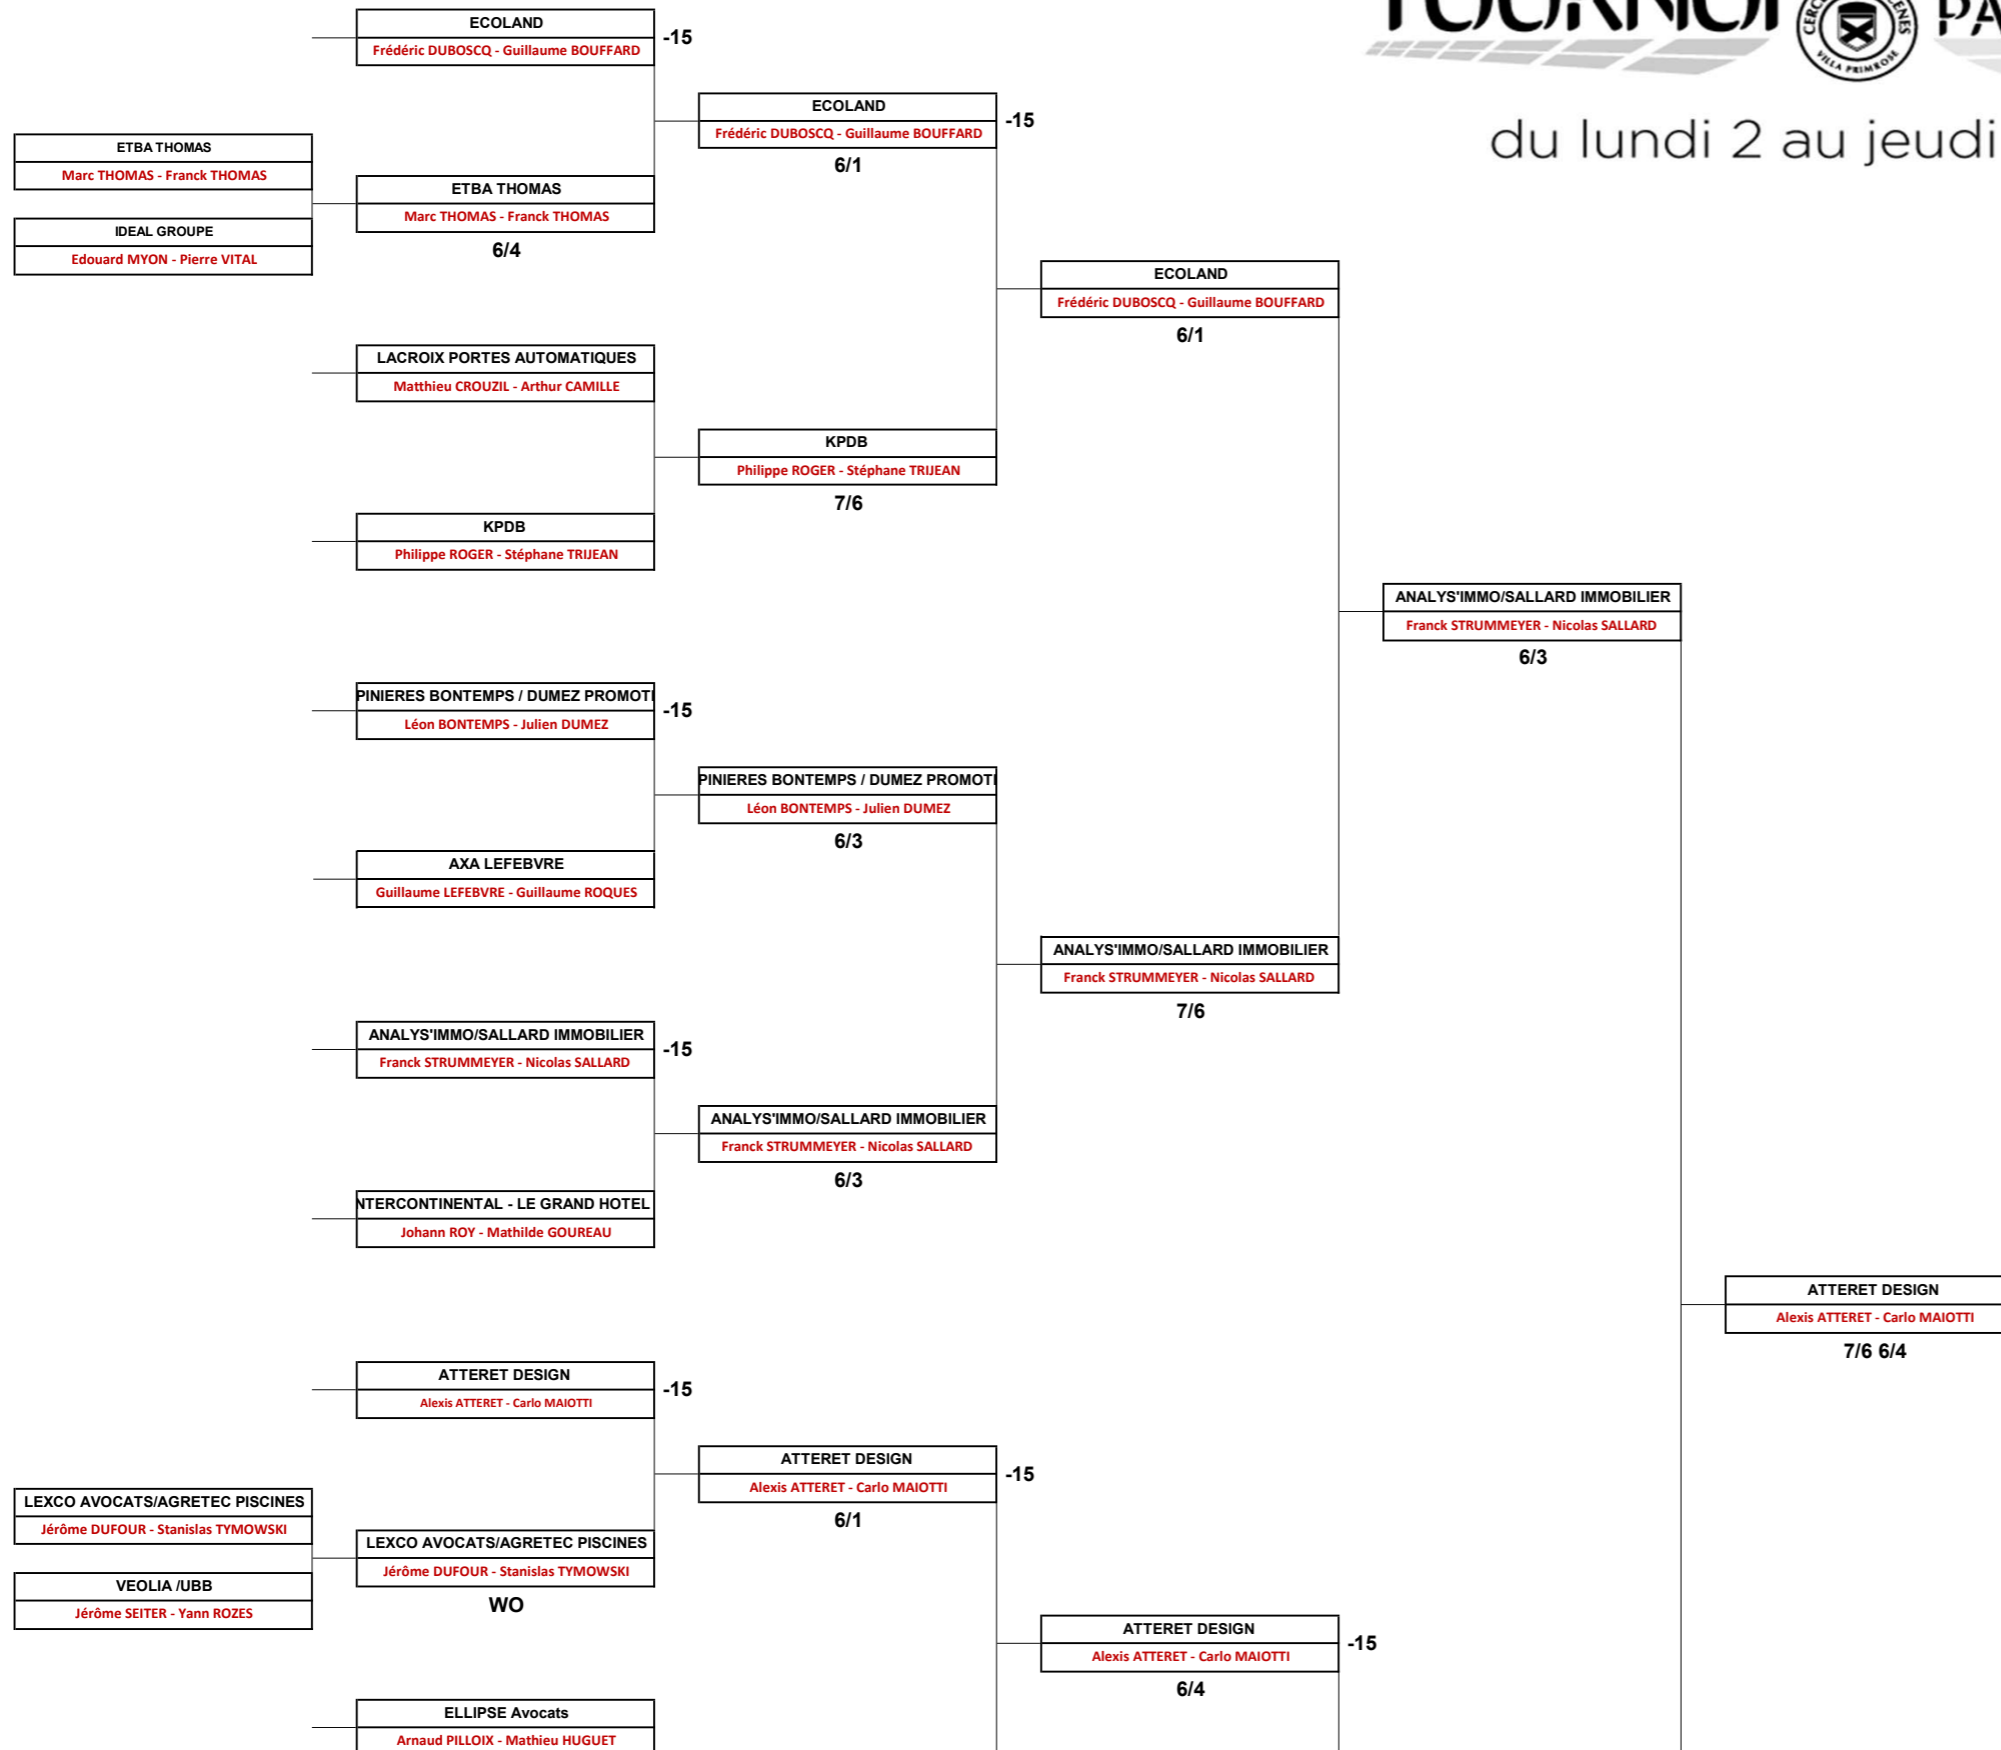 TOURNOI
CERCLE
VILLA PRIMROSE
du lundi 2 au jeudi
ECOLAND
Frédéric DUBOSCQ - Guillaume BOUFFARD
-15
ECOLAND
Frédéric DUBOSCQ - Guillaume BOUFFARD
-15
6/1
ETBA THOMAS
Marc THOMAS - Franck THOMAS
ETBA THOMAS
Marc THOMAS - Franck THOMAS
6/4
IDEAL GROUPE
Edouard MYON - Pierre VITAL
ECOLAND
Frédéric DUBOSCQ - Guillaume BOUFFARD
6/1
LACROIX PORTES AUTOMATIQUES
Matthieu CROUZIL - Arthur CAMILLE
KPDB
Philippe ROGER - Stéphane TRIJEAN
7/6
KPDB
Philippe ROGER - Stéphane TRIJEAN
ANALYS'IMMO/SALLARD IMMOBILIER
Franck STRUMMEYER - Nicolas SALLARD
6/3
PINIERES BONTEMPS / DUMEZ PROMOTI
Léon BONTEMPS - Julien DUMEZ
-15
PINIERES BONTEMPS / DUMEZ PROMOTI
Léon BONTEMPS - Julien DUMEZ
6/3
AXA LEFEBVRE
Guillaume LEFEBVRE - Guillaume ROQUES
ANALYS'IMMO/SALLARD IMMOBILIER
Franck STRUMMEYER - Nicolas SALLARD
7/6
ANALYS'IMMO/SALLARD IMMOBILIER
Franck STRUMMEYER - Nicolas SALLARD
-15
ANALYS'IMMO/SALLARD IMMOBILIER
Franck STRUMMEYER - Nicolas SALLARD
6/3
NTERCONTINENTAL - LE GRAND HOTEL
Johann ROY - Mathilde GOUREAU
ATTERET DESIGN
Alexis ATTERET - Carlo MAIOTTI
7/6 6/4
ATTERET DESIGN
Alexis ATTERET - Carlo MAIOTTI
-15
ATTERET DESIGN
Alexis ATTERET - Carlo MAIOTTI
-15
6/1
LEXCO AVOCATS/AGRETEC PISCINES
Jérôme DUFOUR - Stanislas TYMOWSKI
LEXCO AVOCATS/AGRETEC PISCINES
Jérôme DUFOUR - Stanislas TYMOWSKI
WO
VEOLIA /UBB
Jérôme SEITER - Yann ROZES
ATTERET DESIGN
Alexis ATTERET - Carlo MAIOTTI
-15
6/4
ELLIPSE Avocats
Arnaud PILLOIX - Mathieu HUGUET